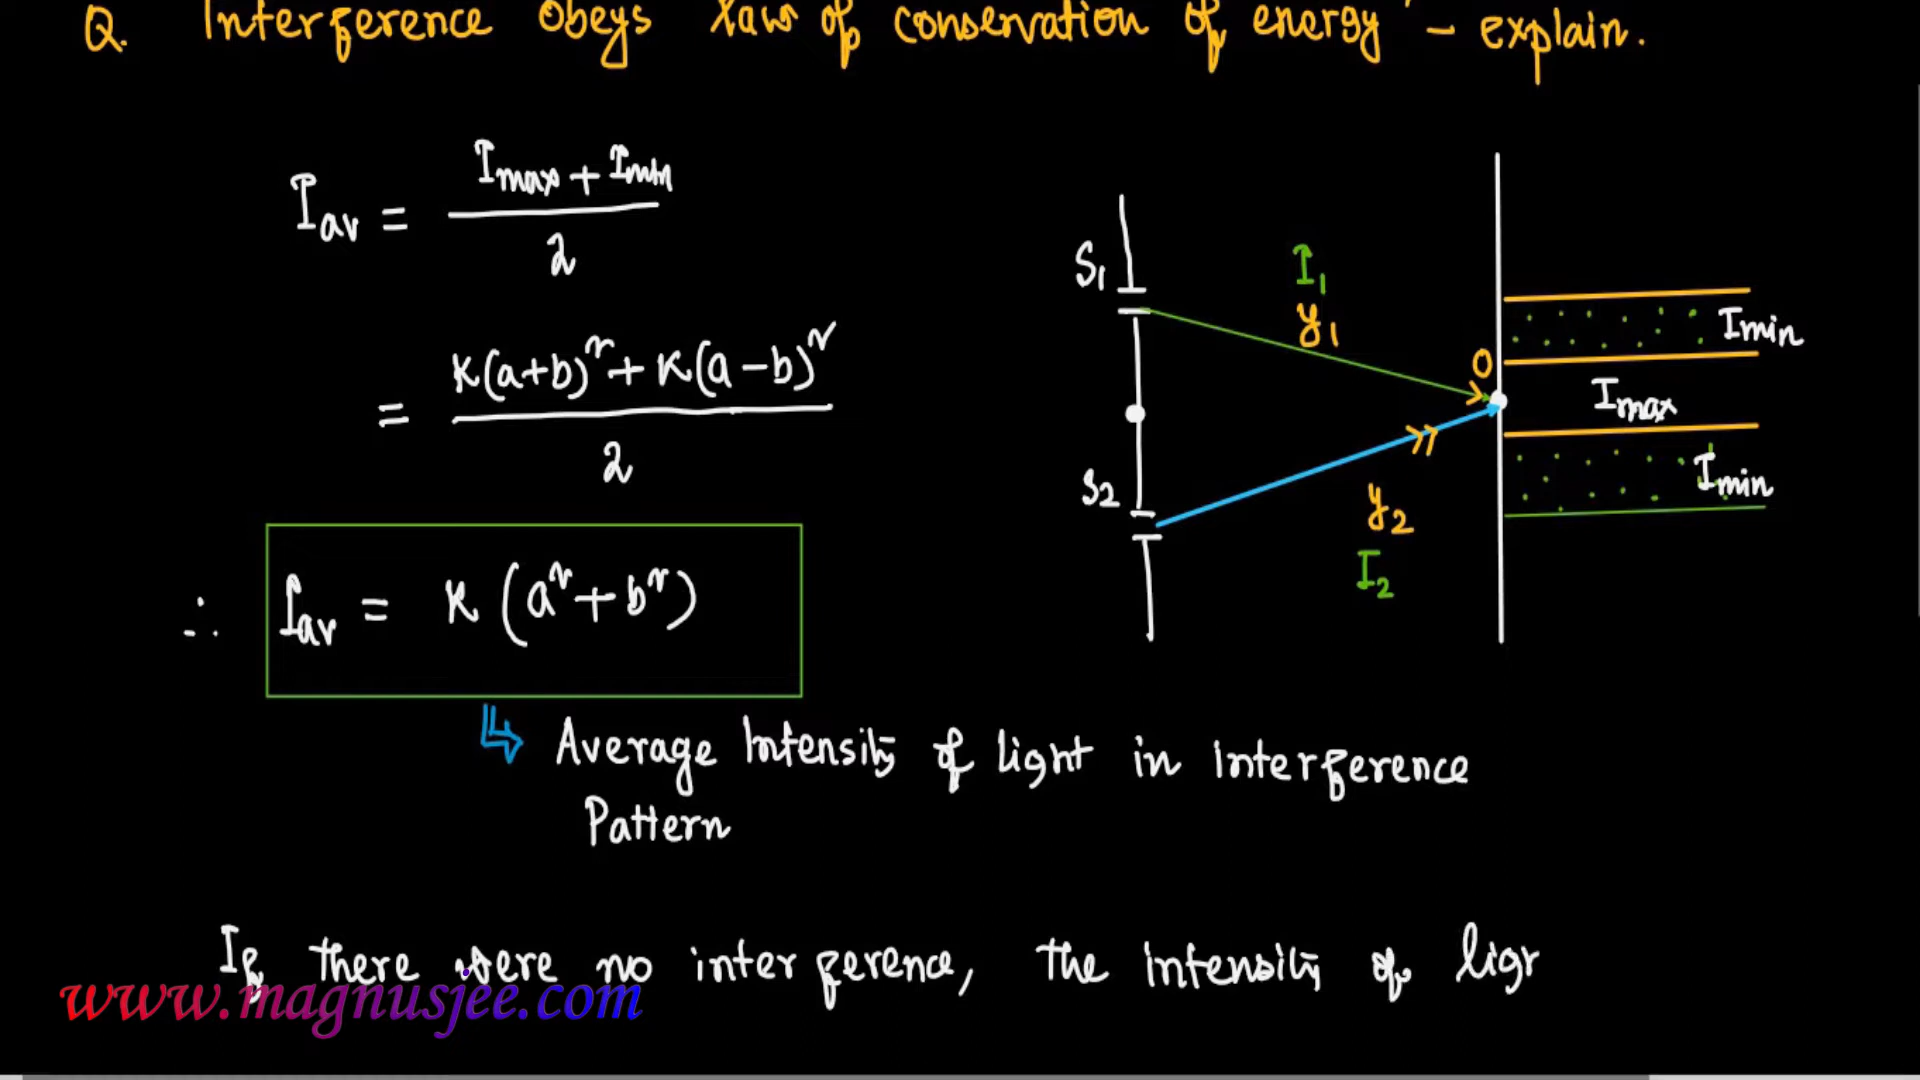 Q. Interference obeys laws of conservation of energy' - explain.
Iav = Imax + Imin / 2
= K(a+b)² + K(a-b)² / 2
∴ Iav = K (a² + b²)
Average Intensity of light in Interference
Pattern
If there were no interference, the intensity of ligr
www.magnusjee.com
S1
I1
y1
O
Imin
Imax
Imin
S2
y2
I2